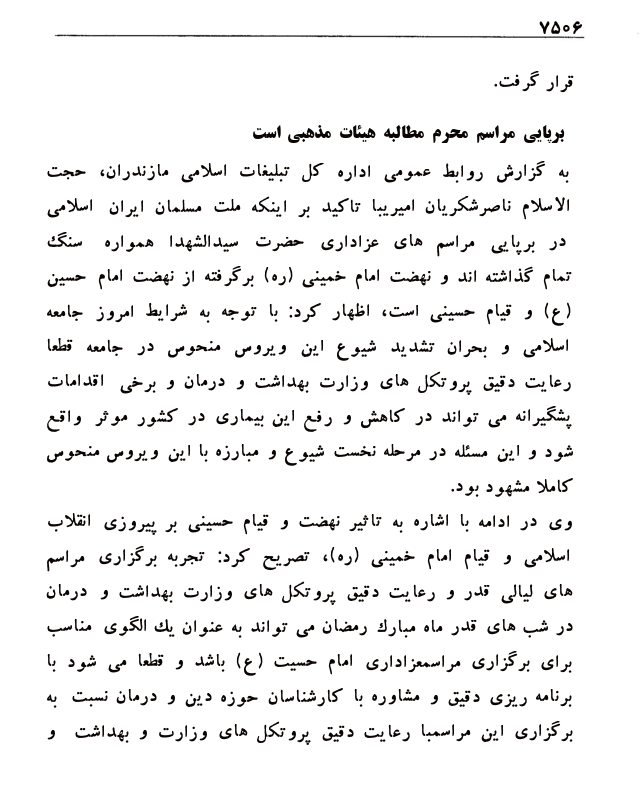 ۷۵۰۶
قرار گرفت.
برپایی مراسم محرم مطالبه هیئات مذهبی است
به گزارش روابط عمومی اداره کل تبلیغات اسلامی مازندران، حجت
الاسلام ناصرشکریان امیریبا تاکید بر اینکه ملت مسلمان ایران اسلامی
در برپایی مراسم های عزاداری حضرت سیدالشهدا همواره سنگ
تمام گذاشته اند و نهضت امام خمینی (ره) برگرفته از نهضت امام حسین
(ع) و قیام حسینی است، اظهار کرد: با توجه به شرایط امروز جامعه
اسلامی و بحران تشدید شیوع این ویروس منحوس در جامعه قطعا
رعایت دقیق پروتکل های وزارت بهداشت و درمان و برخی اقدامات
پشگیرانه می تواند در کاهش و رفع این بیماری در کشور موثر واقع
شود و این مسئله در مرحله نخست شیوع و مبارزه با این ویروس منحوس
کاملا مشهود بود.
وی در ادامه با اشاره به تاثیر نهضت و قیام حسینی بر پیروزی انقلاب
اسلامی و قیام امام خمینی (ره)، تصریح کرد: تجربه برگزاری مراسم
های لیالی قدر و رعایت دقیق پروتکل های وزارت بهداشت و درمان
در شب های قدر ماه مبارك رمضان می تواند به عنوان یك الگوی مناسب
برای برگزاری مراسمعزاداری امام حسیت (ع) باشد و قطعا می شود با
برنامه ریزی دقیق و مشاوره با کارشناسان حوزه دین و درمان نسبت به
برگزاری این مراسمبا رعایت دقیق پروتکل های وزارت و بهداشت و